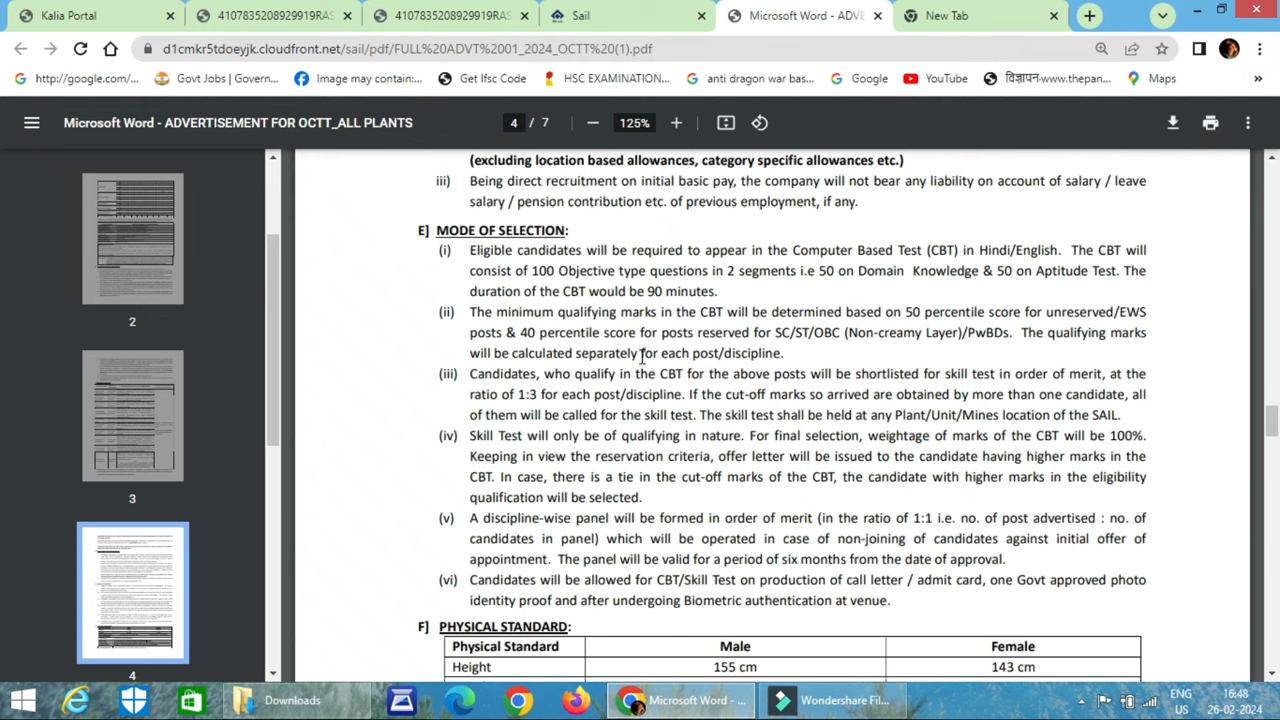 Kalia Portal
4107835208929919RAS
4107835208929919RAS
Sail
Microsoft Word - ADV
New Tab
d1cmkr5tdoeyjk.cloudfront.net/sail/pdf/FULL%20ADVT%2001_2024_OCTT%20(1).pdf
http://google.com/...
Govt Jobs | Govern...
Image may contain:...
Get Ifsc Code
HSC EXAMINATION...
anti dragon war bas...
Google
YouTube
विज्ञापन-www.thepan...
Maps
»
Microsoft Word - ADVERTISEMENT FOR OCTT_ALL PLANTS
4 / 7
125%
2
3
4
(excluding location based allowances, category specific allowances etc.)
iii) Being direct recruitment on initial basic pay, the company will not bear any liability on account of salary / leave
salary / pension contribution etc. of previous employment, if any.
E] MODE OF SELECTION:
(i) Eligible candidates will be required to appear in the Computer Based Test (CBT) in Hindi/English. The CBT will
consist of 100 Objective type questions in 2 segments i.e 50 on Domain Knowledge & 50 on Aptitude Test. The
duration of the CBT would be 90 minutes.
(ii) The minimum qualifying marks in the CBT will be determined based on 50 percentile score for unreserved/EWS
posts & 40 percentile score for posts reserved for SC/ST/OBC (Non-creamy Layer)/PwBDs. The qualifying marks
will be calculated separately for each post/discipline.
(iii) Candidates, who qualify in the CBT for the above posts will be shortlisted for skill test in order of merit, at the
ratio of 1:3 for each post/discipline. If the cut-off marks so arrived are obtained by more than one candidate, all
of them will called for the skill test. The skill test shall be held at any Plant/Unit/Mines location of the SAIL.
(iv) Skill Test will only be of qualifying in nature. For final selection, weightage of marks of the CBT will be 100%.
Keeping in view the reservation criteria, offer letter will be issued to the candidate having higher marks in the
CBT. In case, there is a tie in the cut-off marks of the CBT, the candidate with higher marks in the eligibility
qualification will be selected.
(v) A discipline-wise panel will be formed in order of merit (in the ratio of 1:1 i.e. no. of post advertised : no. of
candidates in panel) which will be operated in case of non-joining of candidates against initial offer of
appointment. The panel will be valid for a period of six months from the date of approval.
(vi) Candidates will be allowed for CBT/Skill Test on production of call letter / admit card, one Govt approved photo
identity proof and after undergoing Biometric authentication at venue.
F] PHYSICAL STANDARD:
Physical Standard Male Female
Height 155 cm 143 cm
Downloads
Microsoft Word - ...
Wondershare Fil...
ENG
US
16:48
26-02-2024